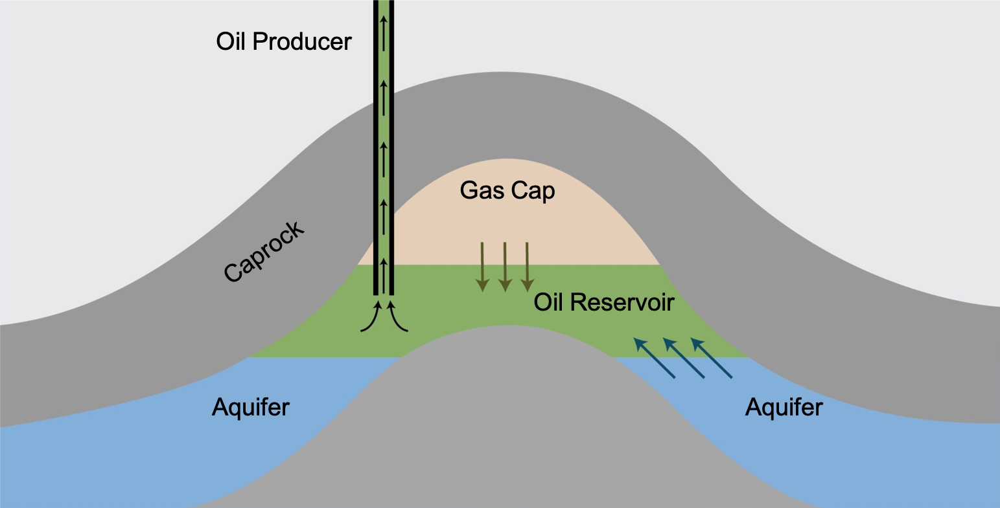 Oil Producer
Gas Cap
Caprock
Oil Reservoir
Aquifer
Aquifer